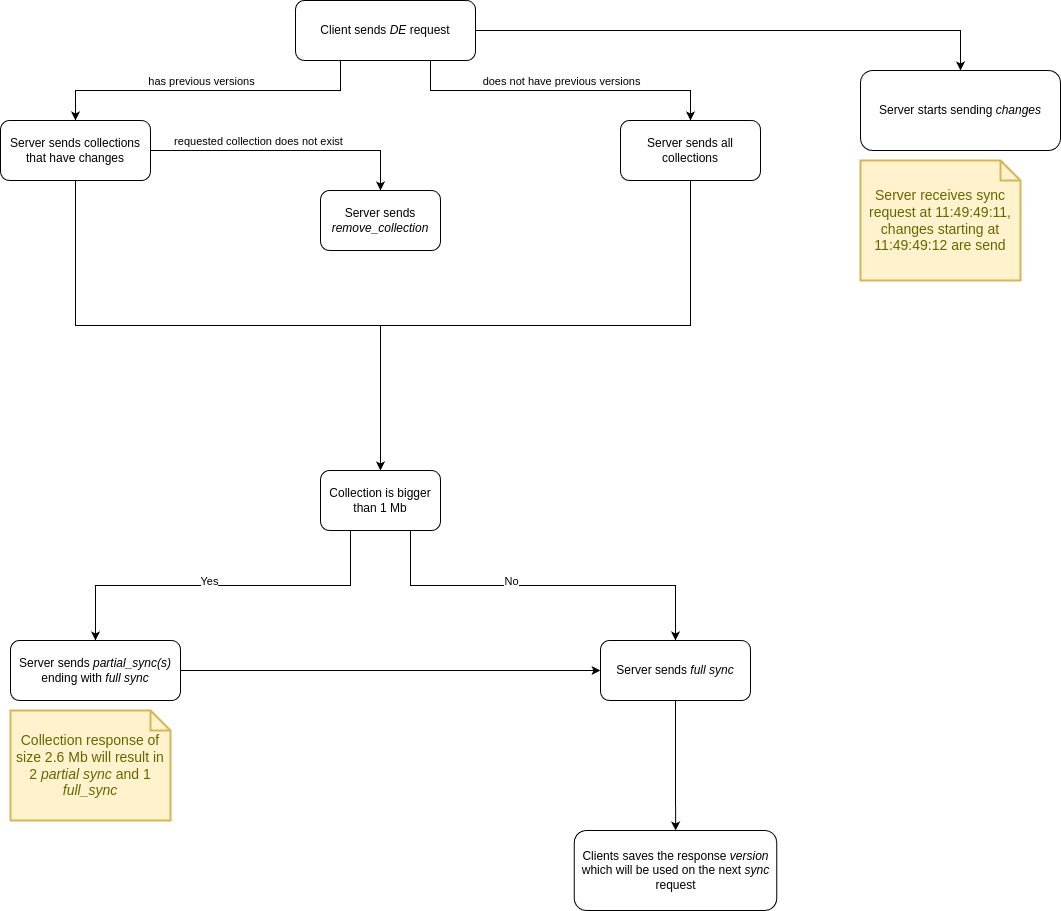 Client sends DE request
has previous versions
does not have previous versions
Server starts sending changes
Server sends collections
that have changes
requested collection does not exist
Server sends all
collections
Server sends
remove_collection
Server receives sync
request at 11:49:49:11,
changes starting at
11:49:49:12 are send
Collection is bigger
than 1 Mb
Yes
No
Server sends partial_sync(s)
ending with full sync
Server sends full sync
Collection response of
size 2.6 Mb will result in
2 partial sync and 1
full_sync
Clients saves the response version
which will be used on the next sync
request